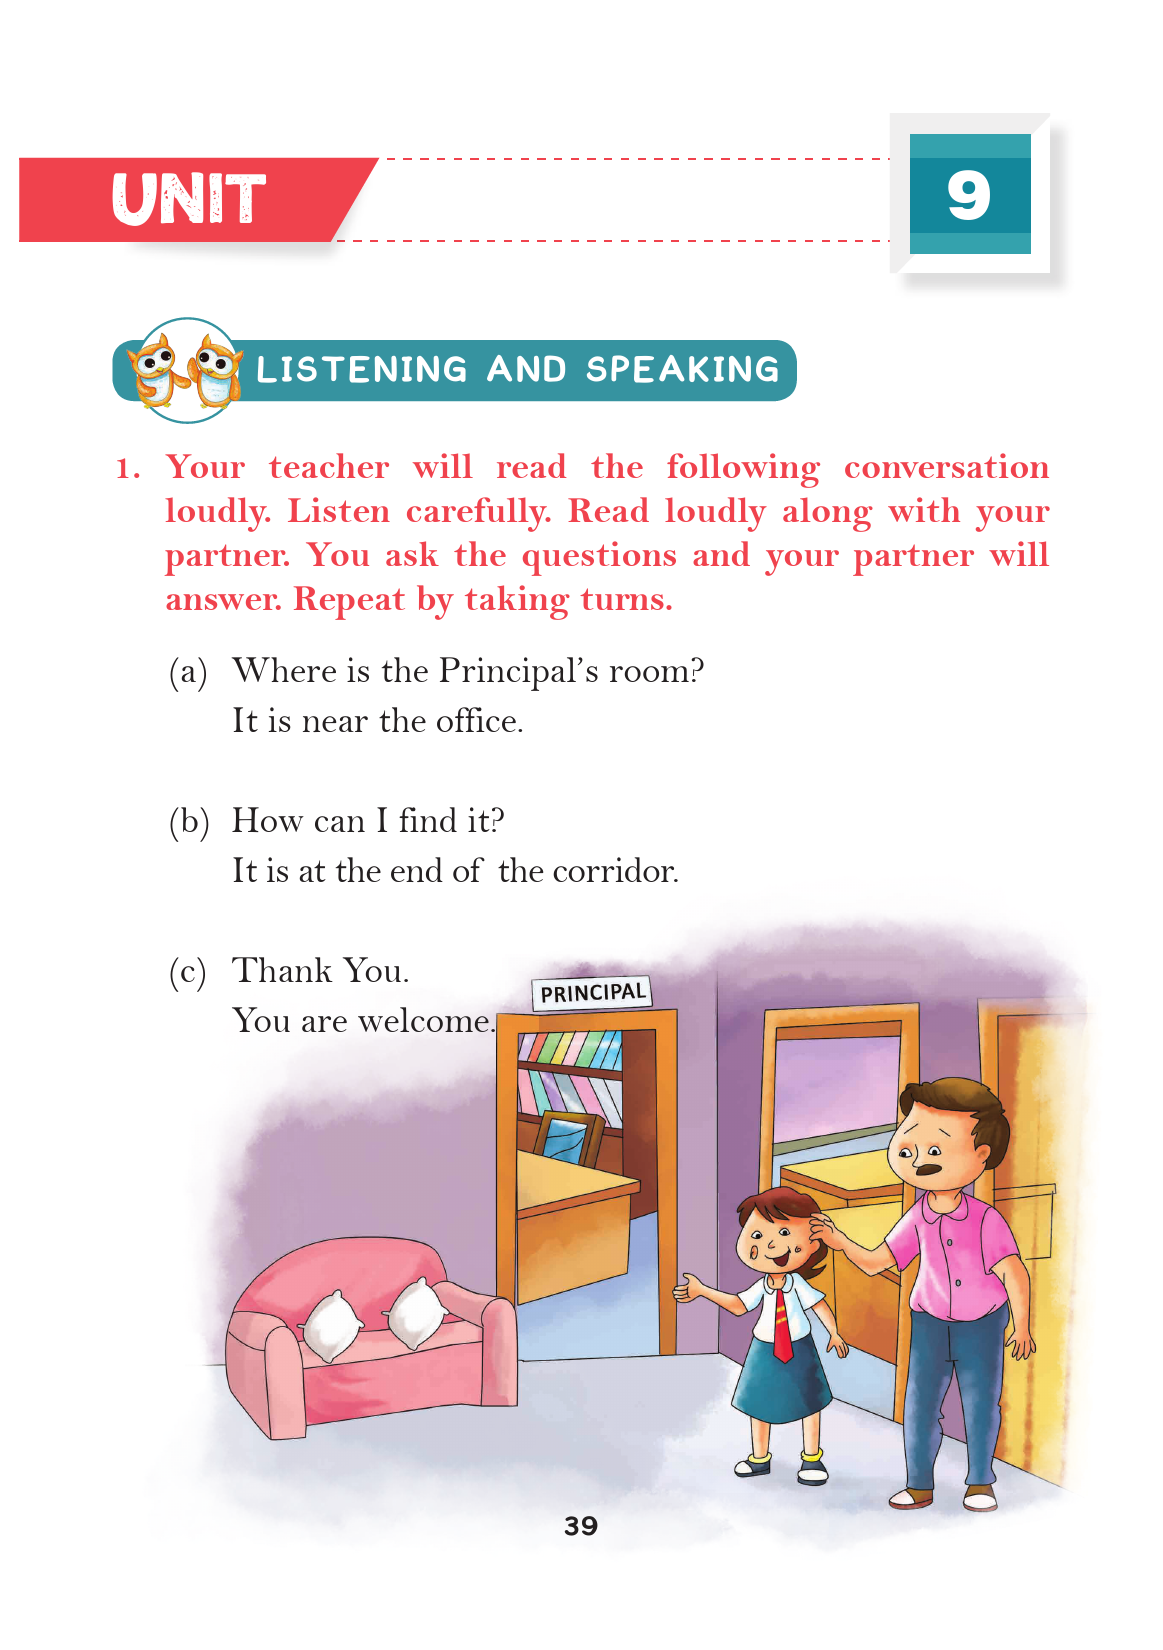 UNIT
9
LISTENING AND SPEAKING
1. Your teacher will read the following conversation
loudly. Listen carefully. Read loudly along with your
partner. You ask the questions and your partner will
answer. Repeat by taking turns.
(a) Where is the Principal’s room?
It is near the office.
(b) How can I find it?
It is at the end of the corridor.
(c) Thank You.
You are welcome.
PRINCIPAL
39